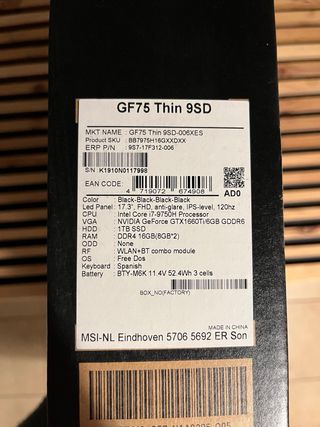 GF75 Thin 9SD
MKT NAME : GF75 Thin 9SD-006XES
Product SKU : BB7975H16GXXDXX
ERP P/N : 9S7-17F312-006
S/N K1910N0117998
EAN CODE: 4 719072 674908
AD0
Color : Black-Black-Black-Black
Led Panel : 17.3", FHD, anti-glare, IPS-level, 120hz
CPU : Intel Core i7-9750H Processor
VGA : NVIDIA GeForce GTX1660Ti/6GB GDDR6
HDD : 1TB SSD
RAM : DDR4 16GB(8GB*2)
ODD : None
RF : WLAN+BT combo module
OS : Free Dos
Keyboard : Spanish
Battery : BTY-M6K 11.4V 52.4Wh 3 cells
BOX_NO(FACTORY)
MADE IN CHINA
MSI-NL Eindhoven 5706 5692 ER Son